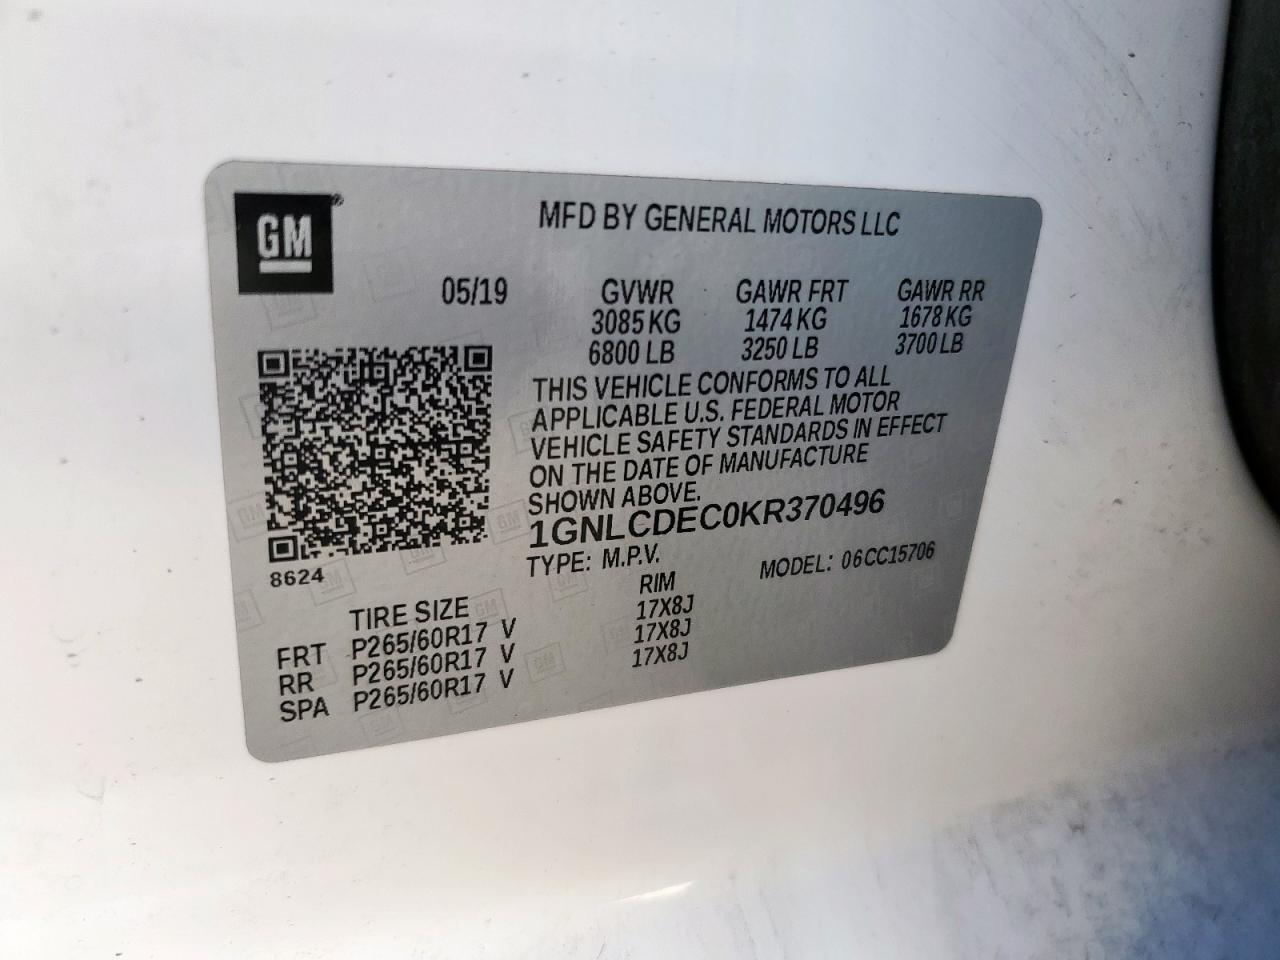 GM
MFD BY GENERAL MOTORS LLC
05/19 GVWR GAWR FRT GAWR RR
3085 KG 1474 KG 1678 KG
6800 LB 3250 LB 3700 LB
THIS VEHICLE CONFORMS TO ALL
APPLICABLE U.S. FEDERAL MOTOR
VEHICLE SAFETY STANDARDS IN EFFECT
ON THE DATE OF MANUFACTURE
SHOWN ABOVE.
1GNLCDEC0KR370496
TYPE: M.P.V. MODEL: 06CC15706
8624
TIRE SIZE RIM
FRT P265/60R17 V 17X8J
RR P265/60R17 V 17X8J
SPA P265/60R17 V 17X8J